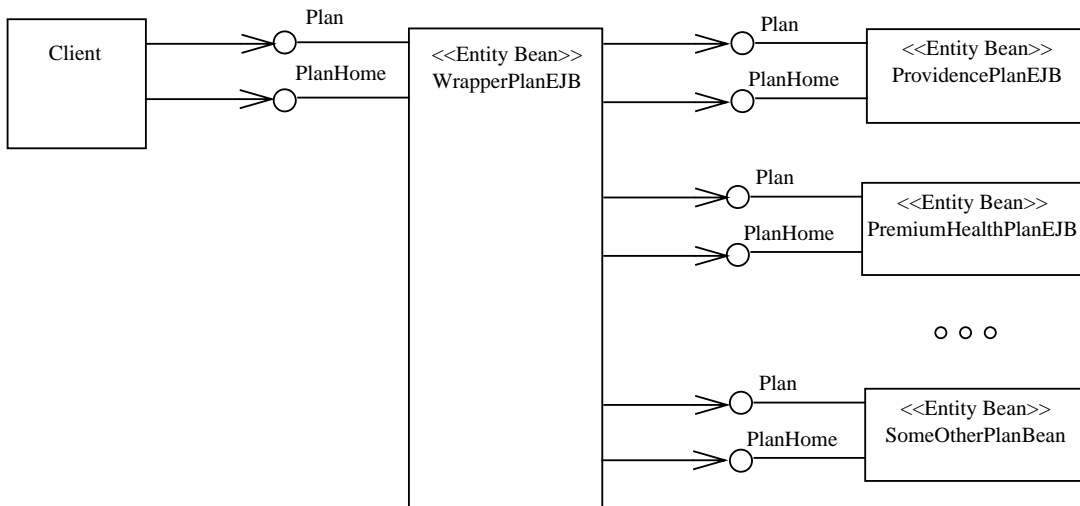 Client
Plan
PlanHome
<<Entity Bean>>
WrapperPlanEJB
Plan
PlanHome
<<Entity Bean>>
ProvidencePlanEJB
Plan
PlanHome
<<Entity Bean>>
PremiumHealthPlanEJB
Plan
PlanHome
<<Entity Bean>>
SomeOtherPlanBean